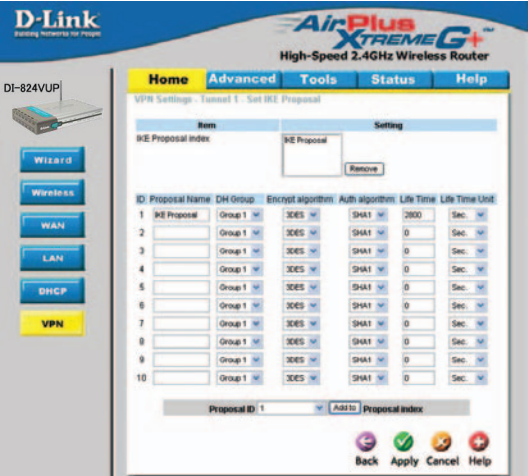 D-Link
Building Networks for People
AirPlus
XTREME G+™
High-Speed 2.4GHz Wireless Router
DI-824VUP
Home Advanced Tools Status Help
VPN Settings - Tunnel 1 - Set IKE Proposal
Item Setting
IKE Proposal index IKE Proposal
Remove
Wizard
Wireless
WAN
LAN
DHCP
VPN
ID Proposal Name DH Group Encrypt algorithm Auth algorithm Life Time Life Time Unit
1 IKE Proposal Group 1 3DES SHA1 2800 Sec.
2 Group 1 3DES SHA1 0 Sec.
3 Group 1 3DES SHA1 0 Sec.
4 Group 1 3DES SHA1 0 Sec.
5 Group 1 3DES SHA1 0 Sec.
6 Group 1 3DES SHA1 0 Sec.
7 Group 1 3DES SHA1 0 Sec.
8 Group 1 3DES SHA1 0 Sec.
9 Group 1 3DES SHA1 0 Sec.
10 Group 1 3DES SHA1 0 Sec.
Proposal ID 1 Add to Proposal index
Back Apply Cancel Help